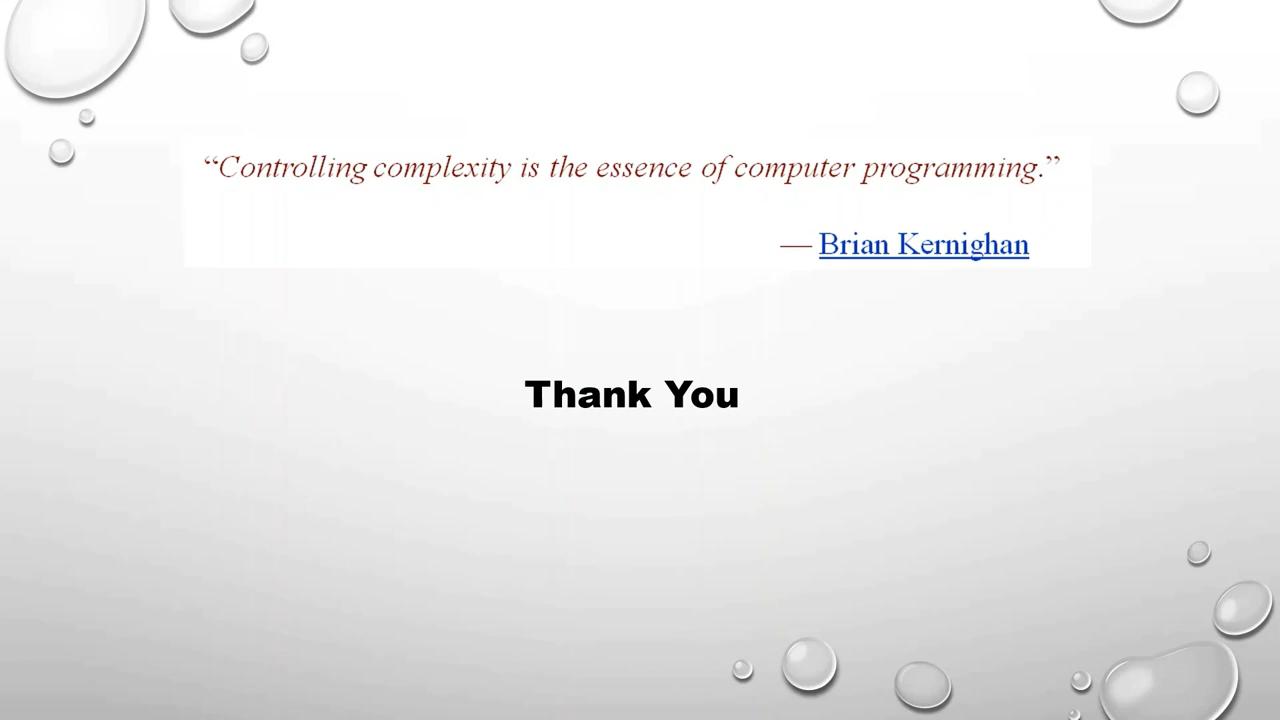 “Controlling complexity is the essence of computer programming.”
— Brian Kernighan
Thank You